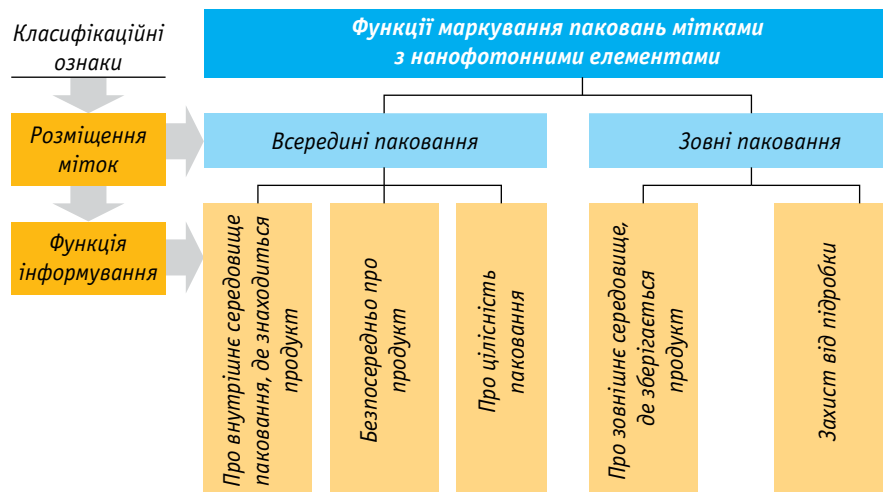 Класифікаційні
ознаки
Функції маркування паковань мітками
з нанофотонними елементами
Розміщення
міток
Всередині паковання
Зовні паковання
Функція
інформування
Про внутрішнє середовище
паковання, де знаходиться
продукт
Безпосередньо про
продукт
Про цілісність
паковання
Про зовнішнє середовище,
де зберігається
продукт
Захист від підробки